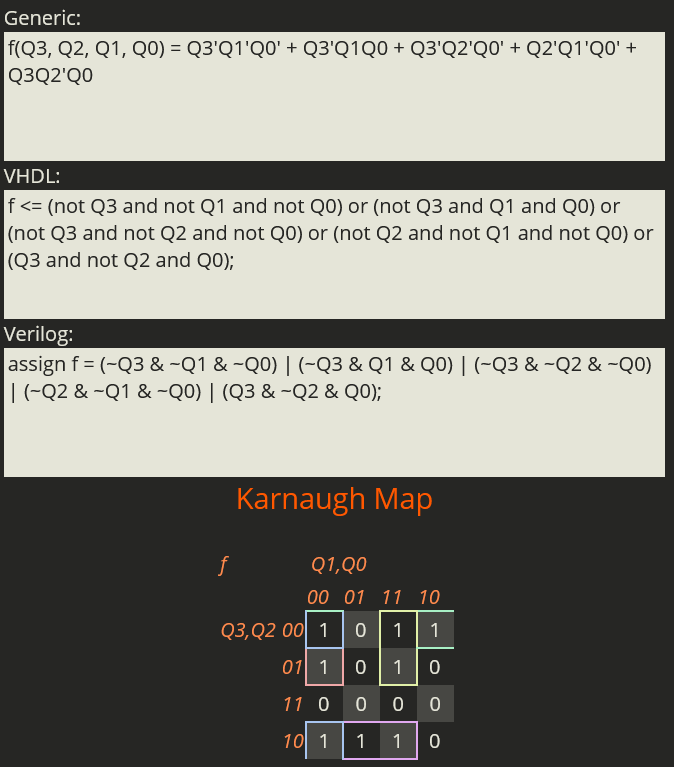 Generic:
f(Q3, Q2, Q1, Q0) = Q3'Q1'Q0' + Q3'Q1Q0 + Q3'Q2'Q0' + Q2'Q1'Q0' +
Q3Q2'Q0
VHDL:
f <= (not Q3 and not Q1 and not Q0) or (not Q3 and Q1 and Q0) or
(not Q3 and not Q2 and not Q0) or (not Q2 and not Q1 and not Q0) or
(Q3 and not Q2 and Q0);
Verilog:
assign f = (~Q3 & ~Q1 & ~Q0) | (~Q3 & Q1 & Q0) | (~Q3 & ~Q2 & ~Q0)
| (~Q2 & ~Q1 & ~Q0) | (Q3 & ~Q2 & Q0);
Karnaugh Map
f Q1,Q0
00 01 11 10
Q3,Q2 00 1 0 1 1
01 1 0 1 0
11 0 0 0 0
10 1 1 1 0